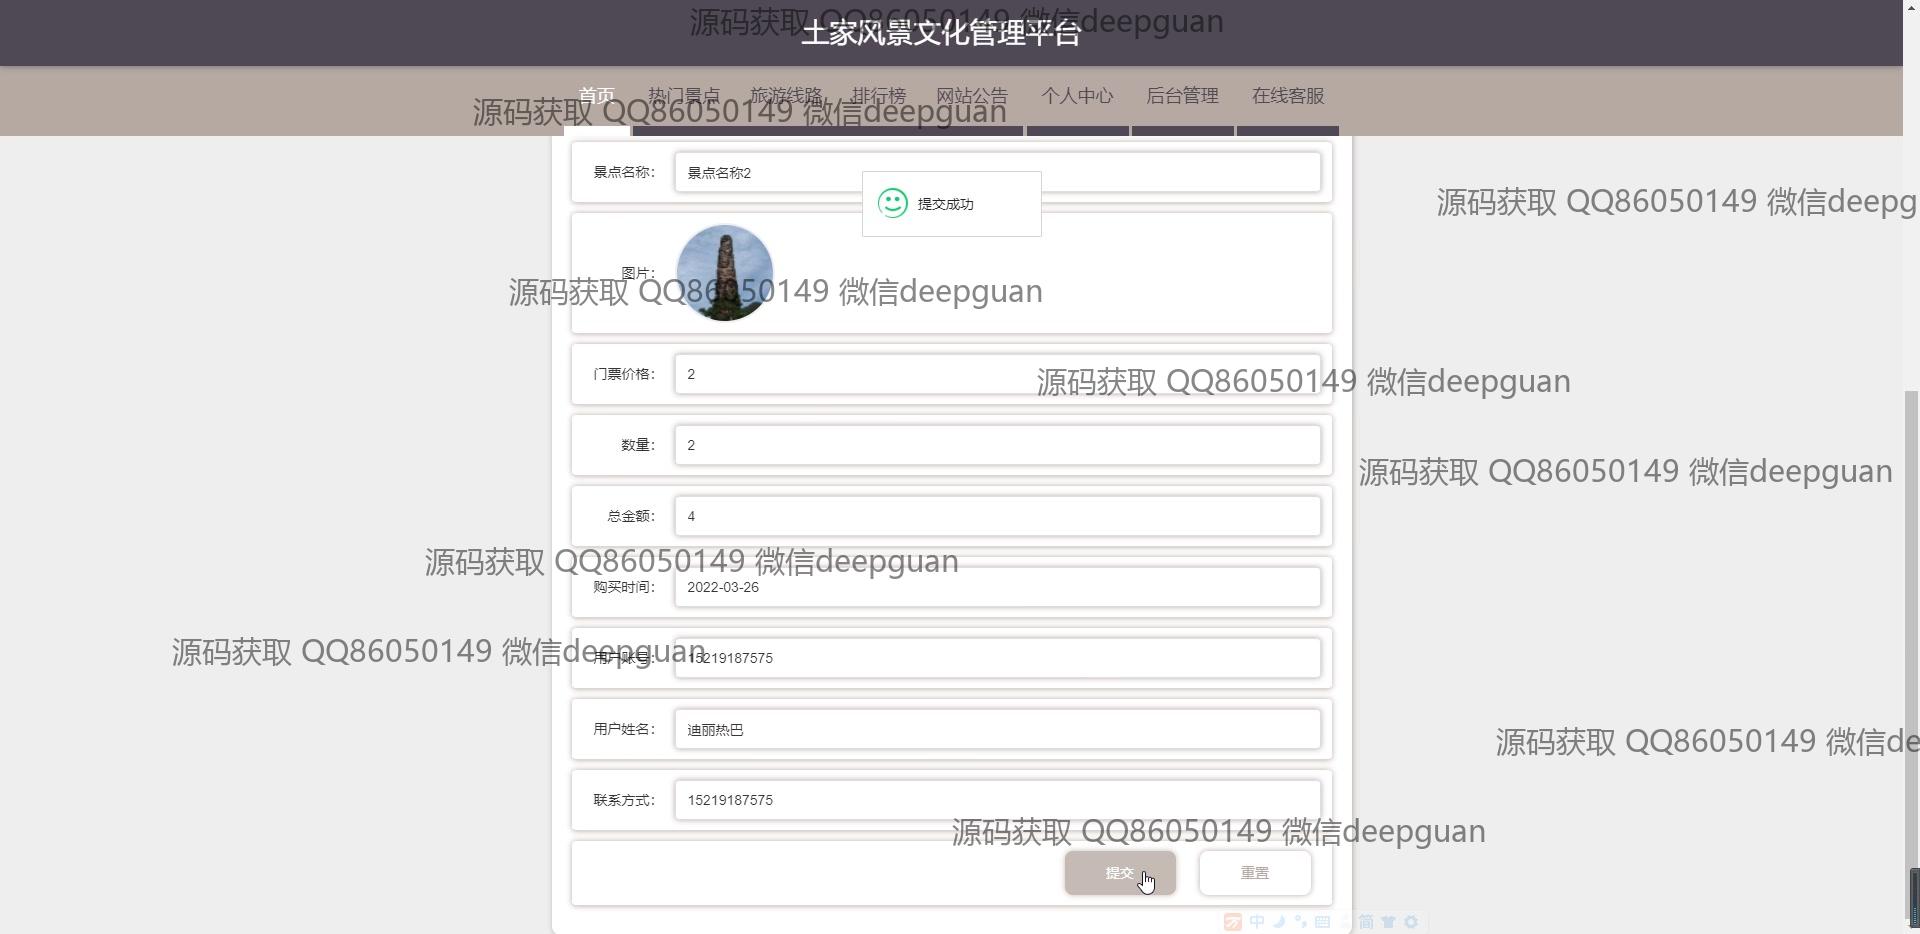 源码获取 QQ86050149 微信deepguan
土家风景文化管理平台
首页 热门景点 旅游线路 排行榜 网站公告 个人中心 后台管理 在线客服
源码获取 QQ86050149 微信deepguan
景点名称： 景点名称2
提交成功
源码获取 QQ86050149 微信deepg
图片：
源码获取 QQ86050149 微信deepguan
门票价格： 2
源码获取 QQ86050149 微信deepguan
数量： 2
源码获取 QQ86050149 微信deepguan
总金额： 4
源码获取 QQ86050149 微信deepguan
购买时间： 2022-03-26
源码获取 QQ86050149 微信deepguan
用户账号： 15219187575
用户姓名： 迪丽热巴
源码获取 QQ86050149 微信de
联系方式： 15219187575
源码获取 QQ86050149 微信deepguan
提交 重置
中 简